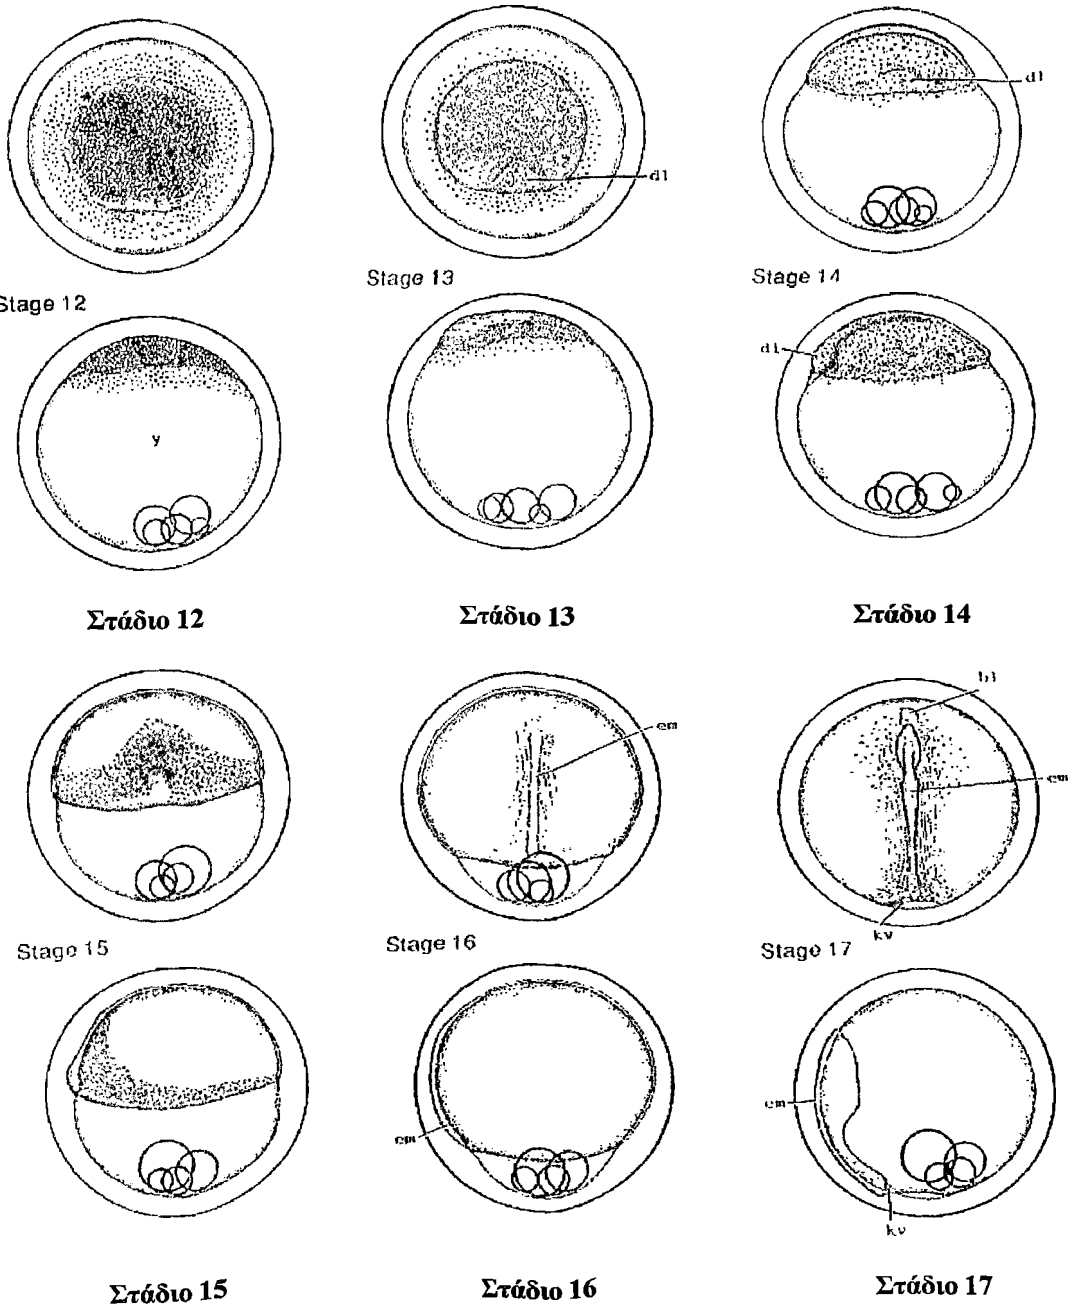 dl
dl
Stage 12
Stage 13
Stage 14
dl
y
Στάδιο 12
Στάδιο 13
Στάδιο 14
em
em
kv
Stage 15
Stage 16
Stage 17
em
em
kv
Στάδιο 15
Στάδιο 16
Στάδιο 17